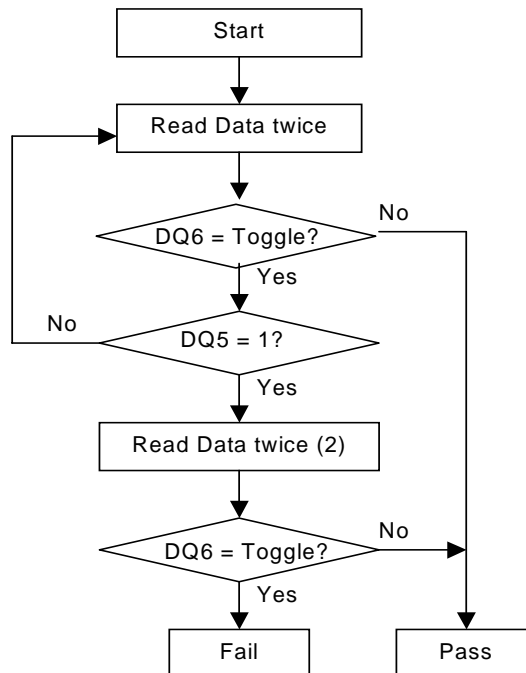 Start
Read Data twice
No
DQ6 = Toggle?
Yes
No
DQ5 = 1?
Yes
Read Data twice (2)
No
DQ6 = Toggle?
Yes
Fail
Pass